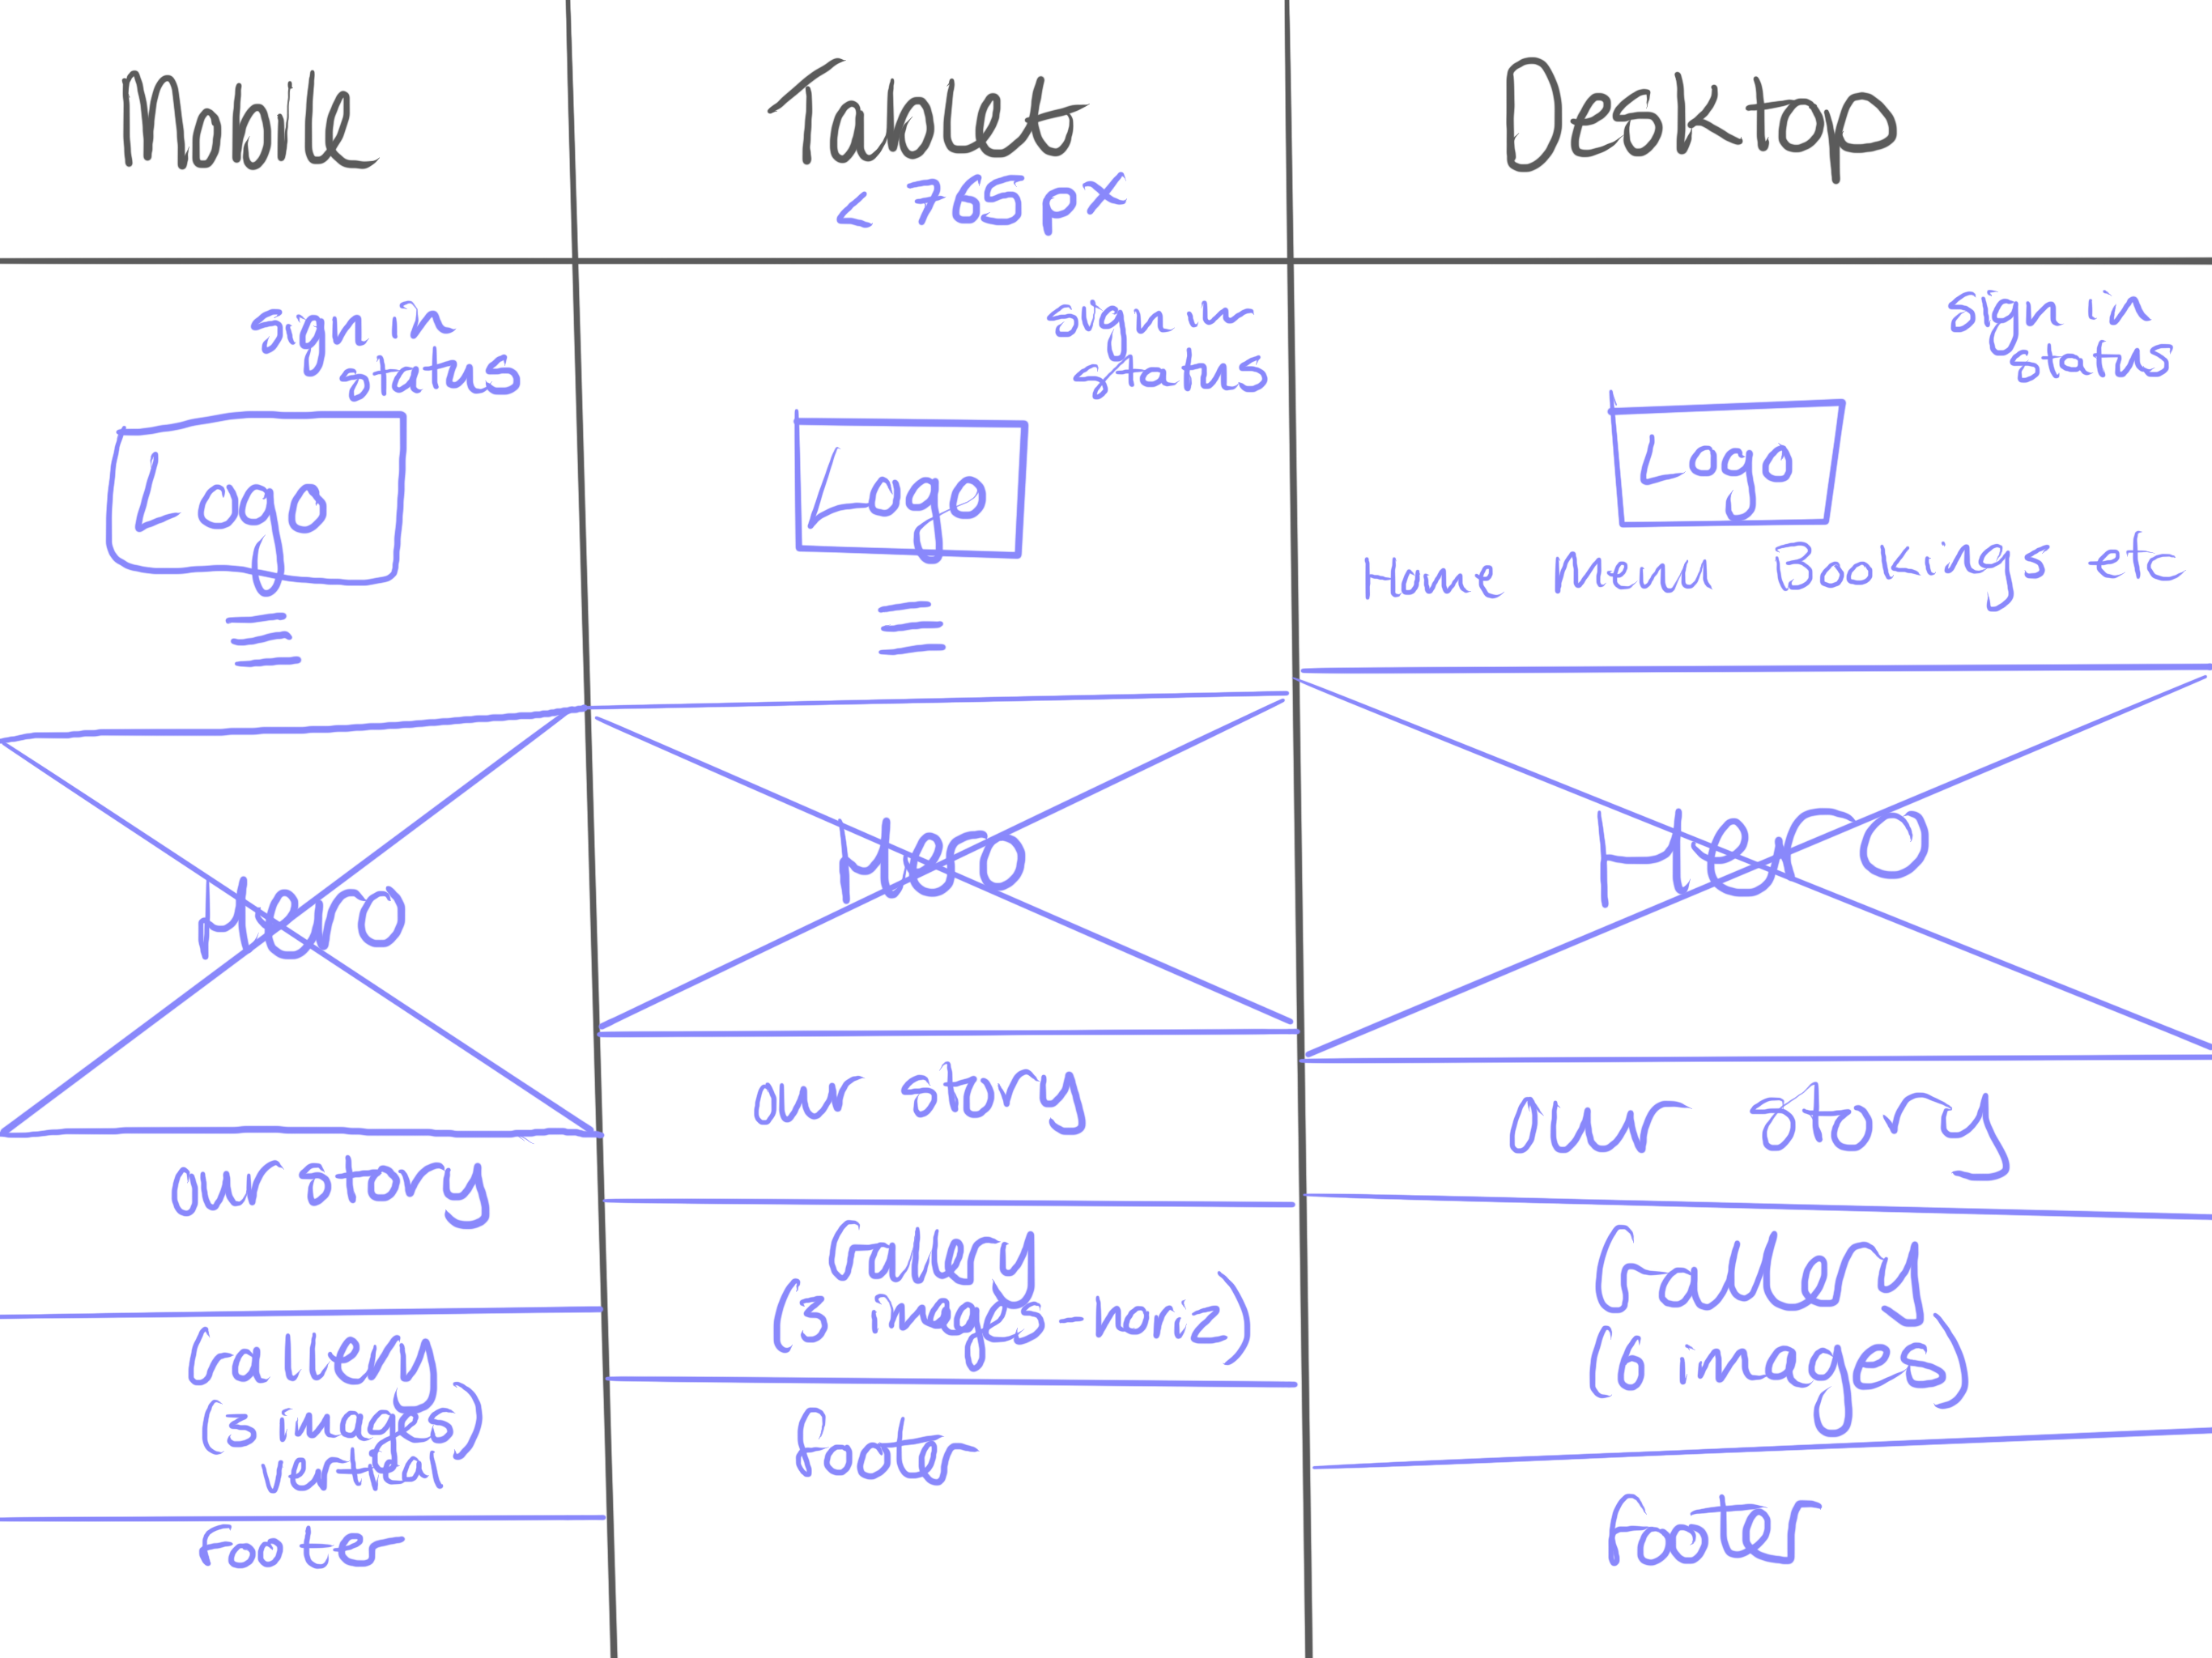 Mobile
Tablet
< 765px
Desktop
sign in
status
Logo
Hero
our story
Gallery
(3 images)
vertical
footer
sign in
status
Logo
Hero
our story
Gallery
(3 images - horiz)
footer
sign in
status
Logo
Home Menu Bookings etc
Hero
our story
Gallery
(6 images)
Footer